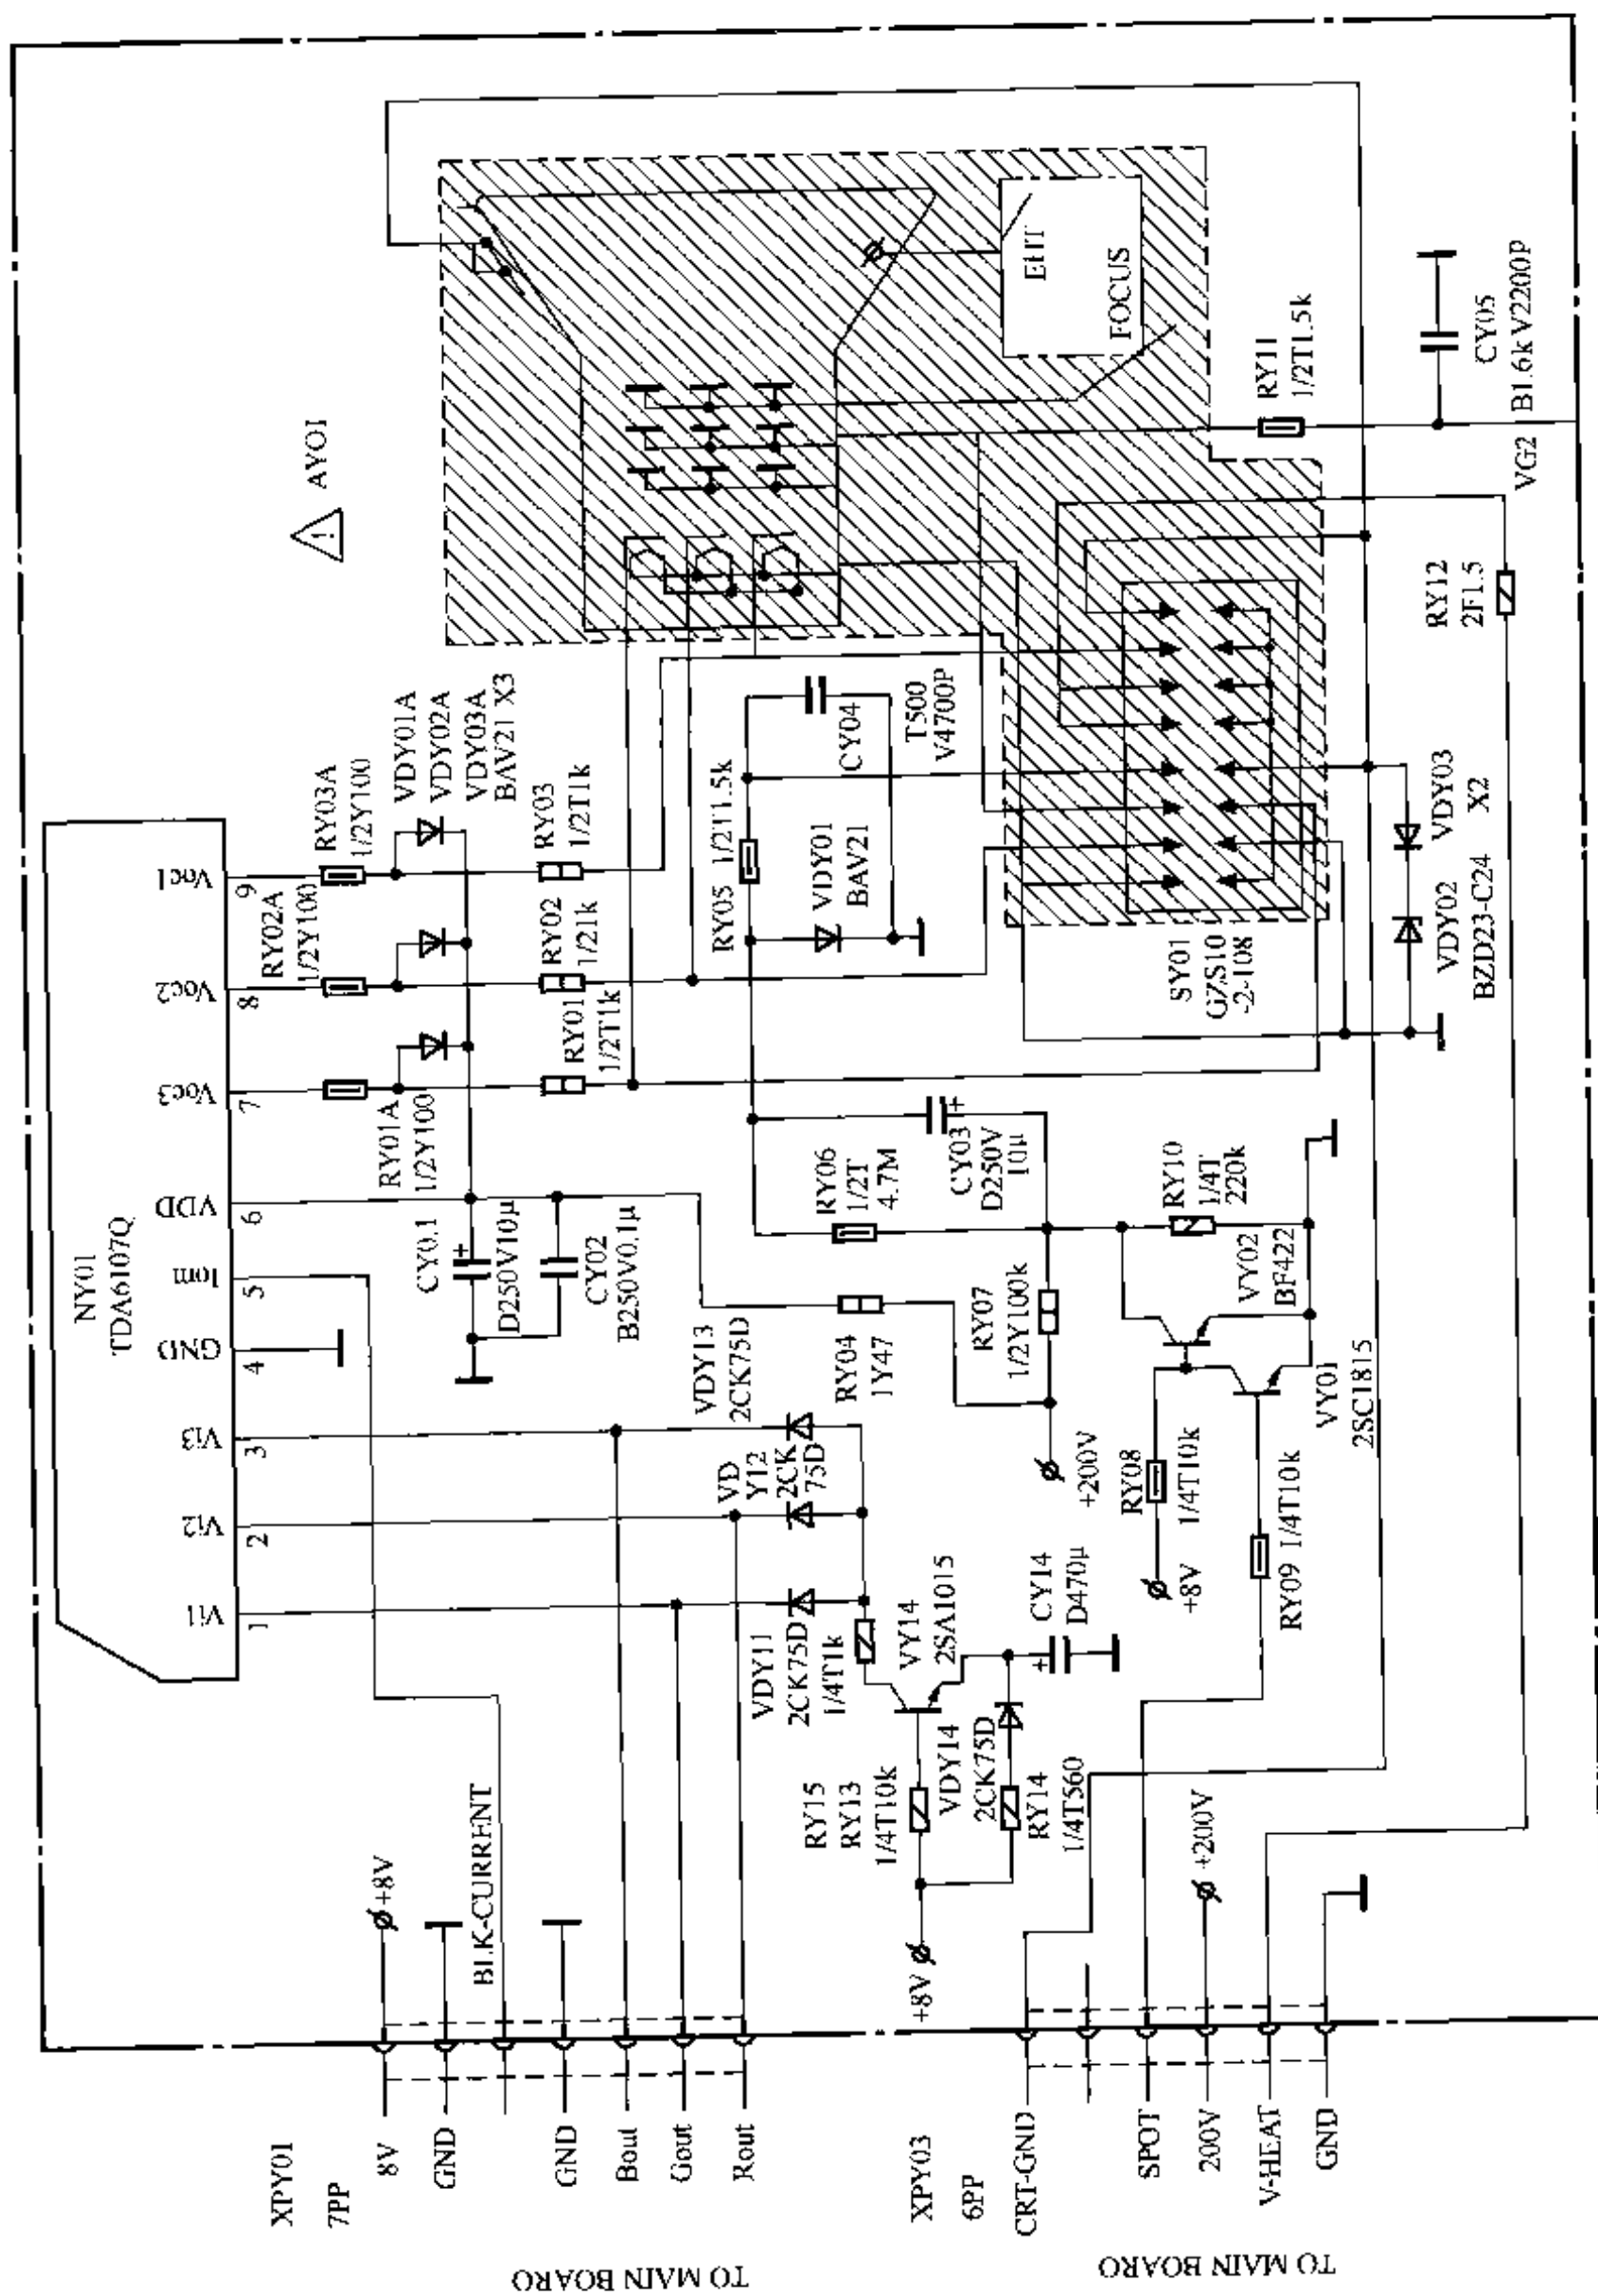 NY01
TDA6107Q
Vi1
Vi2
Vi3
GND
Iom
VDD
Voc3
Voc2
Voc1
1
2
3
4
5
6
7
8
9
AY01
!
XPY01
7PP
8V
GND
GND
Bout
Gout
Rout
TO MAIN BOARD
+8V
BLK-CURRENT
RY01A
1/2Y100
RY02A
1/2Y100
RY03A
1/2Y100
VDY01A
VDY02A
VDY03A
BAV21 X3
CY0.1
D250V10μ
CY02
B250V0.1μ
RY01
1/2T1k
RY02
1/21k
RY03
1/2T1k
VDY13
2CK75D
VD
Y12
2CK
75D
VDY11
2CK75D
1/4T1k
RY04
1Y47
RY05
1/2T1.5k
VDY01
BAV21
CY04
T500
V4700P
RY06
1/2T
4.7M
CY03
D250V
10μ
RY07
1/2Y100k
+200V
RY15
RY13
1/4T10k
VY14
2SA1015
VDY14
2CK75D
RY14
1/4T560
CY14
D470μ
+8V
RY08
1/4T10k
+8V
RY09 1/4T10k
RY10
1/4T
220k
VY02
BF422
VY01
2SC1815
SY01
GZS10
-2-108
EHT
FOCUS
RY11
1/2T1.5k
CY05
B1.6kV2200P
VG2
RY12
2F1.5
VDY03
X2
VDY02
BZD23-C24
XPY03
6PP
CRT-GND
SPOT
200V
V-HEAT
GND
+200V
TO MAIN BOARD